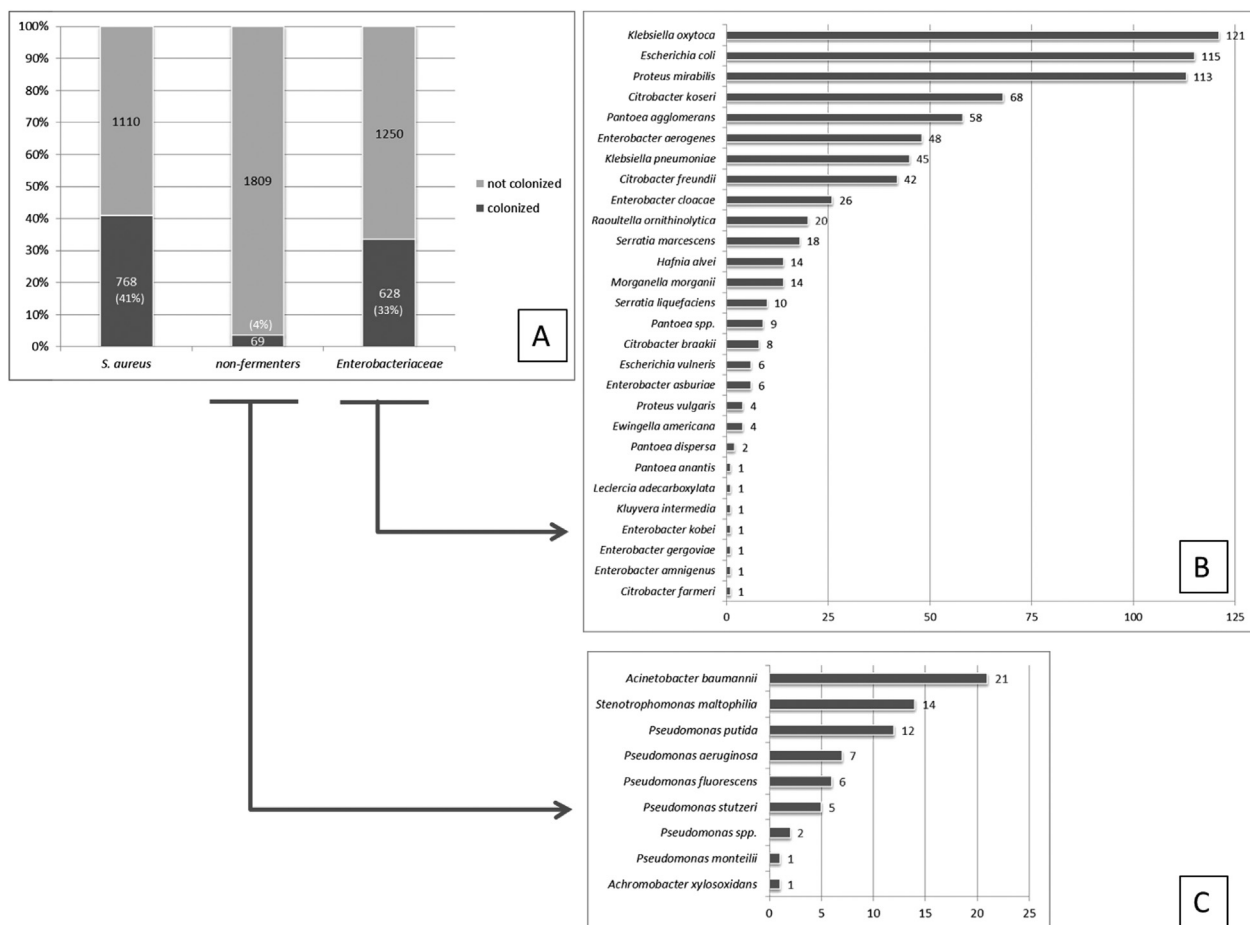 100%
90%
80%
70%
60%
50%
40%
30%
20%
10%
0%
1110
768
(41%)
1809
(4%)
69
1250
628
(33%)
S. aureus non-fermenters Enterobacteriaceae
not colonized
colonized
A
Klebsiella oxytoca 121
Escherichia coli 115
Proteus mirabilis 113
Citrobacter koseri 68
Pantoea agglomerans 58
Enterobacter aerogenes 48
Klebsiella pneumoniae 45
Citrobacter freundii 42
Enterobacter cloacae 26
Raoultella ornithinolytica 20
Serratia marcescens 18
Hafnia alvei 14
Morganella morganii 14
Serratia liquefaciens 10
Pantoea spp. 9
Citrobacter braakii 8
Escherichia vulneris 6
Enterobacter asburiae 6
Proteus vulgaris 4
Ewingella americana 4
Pantoea dispersa 2
Pantoea anantis 1
Leclercia adecarboxylata 1
Kluyvera intermedia 1
Enterobacter kobei 1
Enterobacter gergoviae 1
Enterobacter amnigenus 1
Citrobacter farmeri 1
0 25 50 75 100 125
B
Acinetobacter baumannii 21
Stenotrophomonas maltophilia 14
Pseudomonas putida 12
Pseudomonas aeruginosa 7
Pseudomonas fluorescens 6
Pseudomonas stutzeri 5
Pseudomonas spp. 2
Pseudomonas monteilii 1
Achromobacter xylosoxidans 1
0 5 10 15 20 25
C